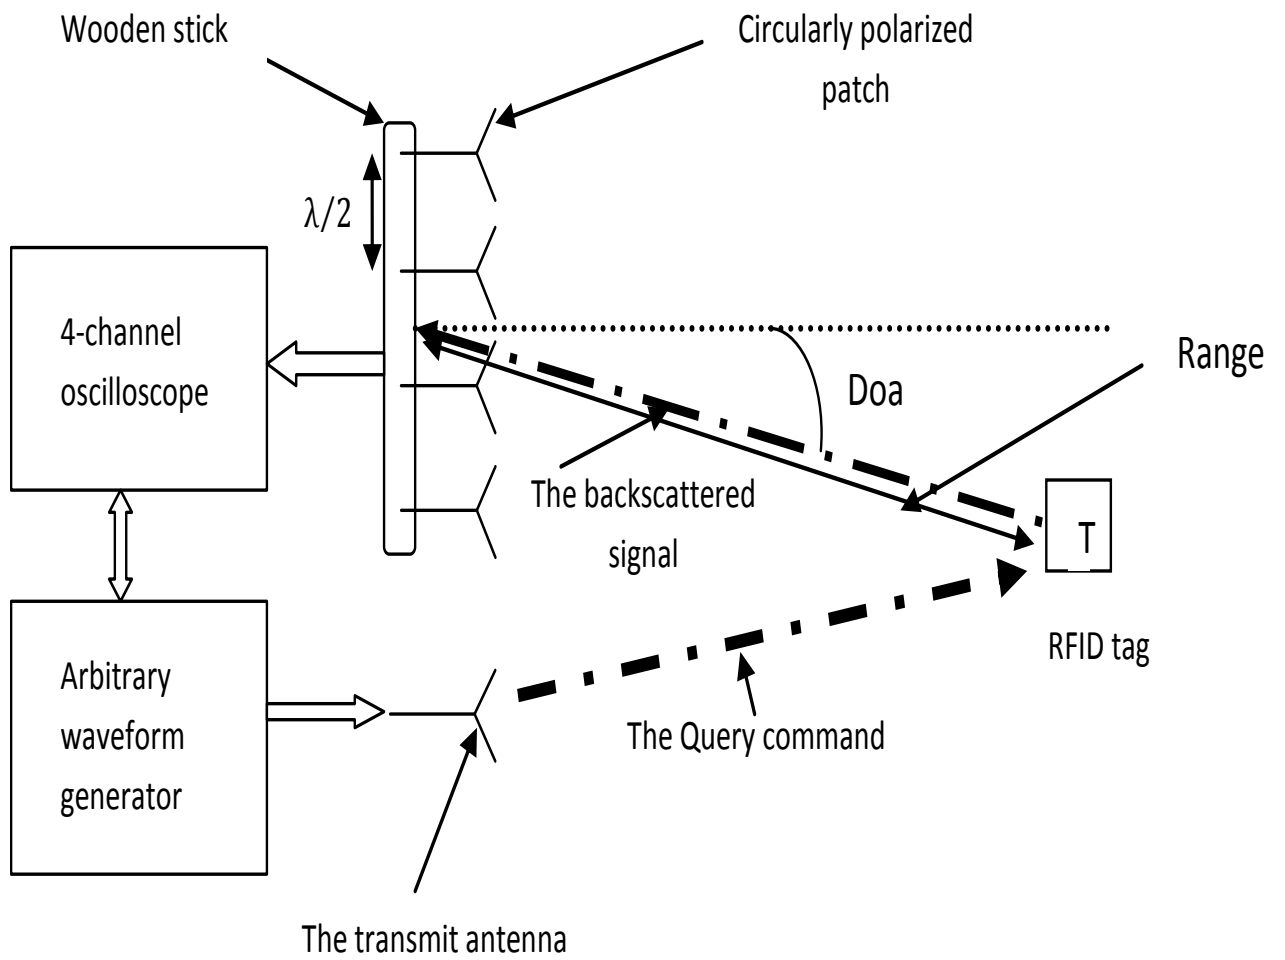 Wooden stick
Circularly polarized
patch
λ/2
4-channel
oscilloscope
Range
Doa
The backscattered
signal
T
RFID tag
Arbitrary
waveform
generator
The Query command
The transmit antenna